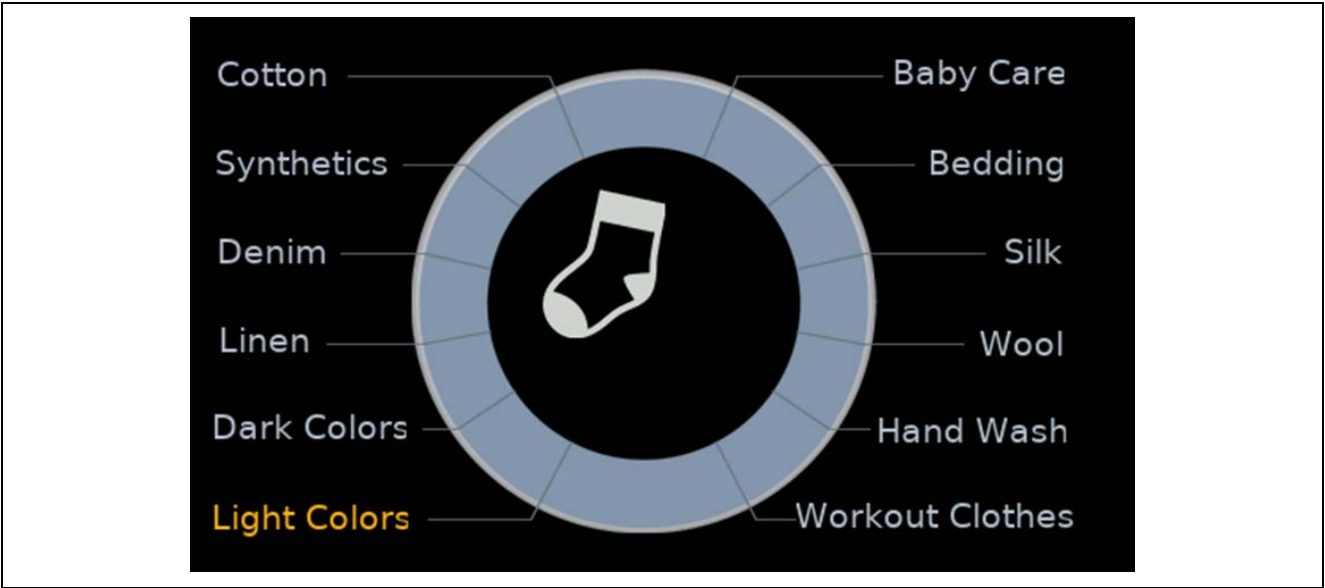 Cotton
Synthetics
Denim
Linen
Dark Colors
Light Colors
Baby Care
Bedding
Silk
Wool
Hand Wash
Workout Clothes